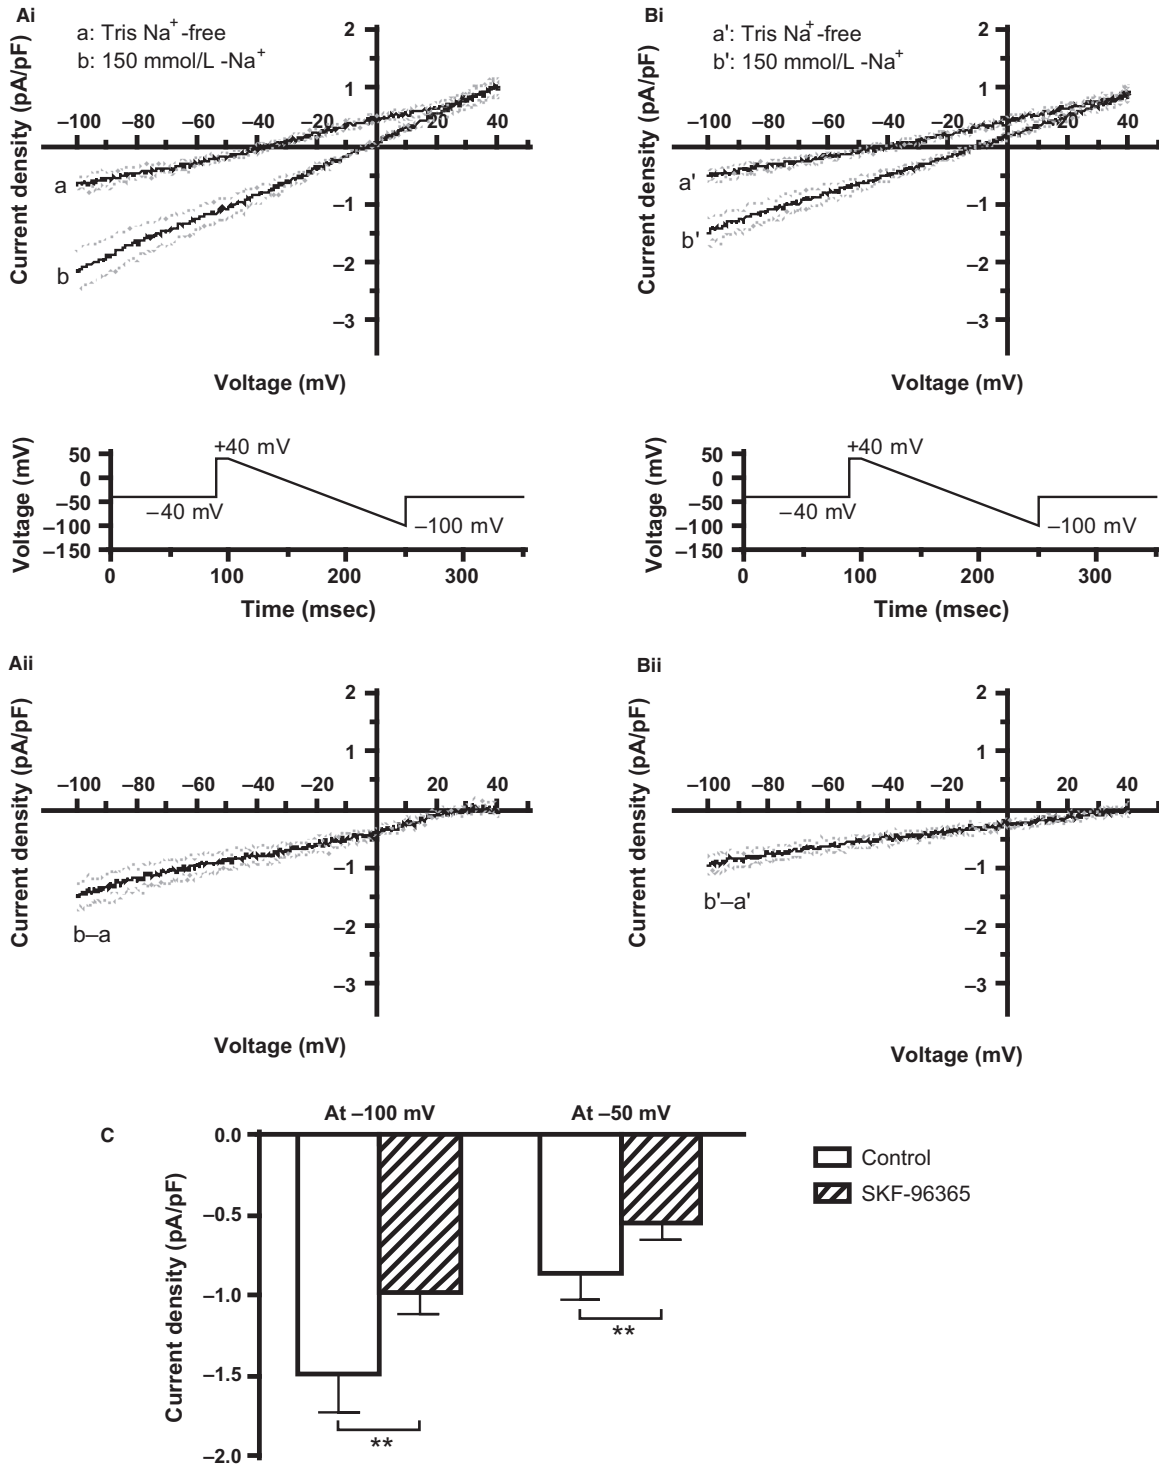 Ai
a: Tris Na+-free
b: 150 mmol/L -Na+
Current density (pA/pF)
2
1
–1
–2
–3
–100 –80 –60 –40 –20 20 40
a
b
Voltage (mV)
Bi
a': Tris Na+-free
b': 150 mmol/L -Na+
Current density (pA/pF)
2
1
–1
–2
–3
–100 –80 –60 –40 –20 20 40
a'
b'
Voltage (mV)
Voltage (mV)
50
0
–50
–100
–150
+40 mV
–40 mV
–100 mV
0 100 200 300
Time (msec)
Voltage (mV)
50
0
–50
–100
–150
+40 mV
–40 mV
–100 mV
0 100 200 300
Time (msec)
Aii
Current density (pA/pF)
2
1
–1
–2
–3
–100 –80 –60 –40 –20 20 40
b–a
Voltage (mV)
Bii
Current density (pA/pF)
2
1
–1
–2
–3
–100 –80 –60 –40 –20 20 40
b'–a'
Voltage (mV)
C
At –100 mV At –50 mV
Current density (pA/pF)
0.0
–0.5
–1.0
–1.5
–2.0
**
**
Control
SKF-96365